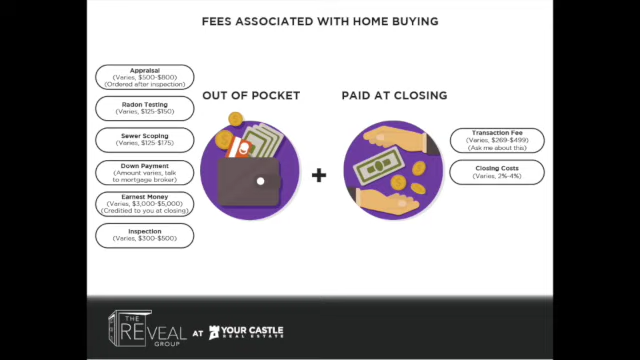 FEES ASSOCIATED WITH HOME BUYING
OUT OF POCKET
PAID AT CLOSING
Appraisal
(Varies, $500-$800)
(Ordered after inspection)
Radon Testing
(Varies, $125-$150)
Sewer Scoping
(Varies, $125-$175)
Down Payment
(Amount varies, talk
to mortgage broker)
Earnest Money
(Varies, $3,000-$5,000)
(Creditied to you at closing)
Inspection
(Varies, $300-$500)
+
Transaction Fee
(Varies, $269-$499)
(Ask me about this)
Closing Costs
(Varies, 2%-4%)
THE
REVEAL
GROUP
AT
YOUR CASTLE
REAL ESTATE